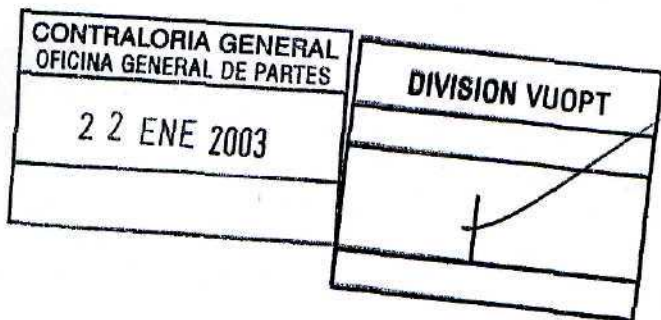 CONTRALORIA GENERAL
OFICINA GENERAL DE PARTES
22 ENE 2003
DIVISION VUOPT